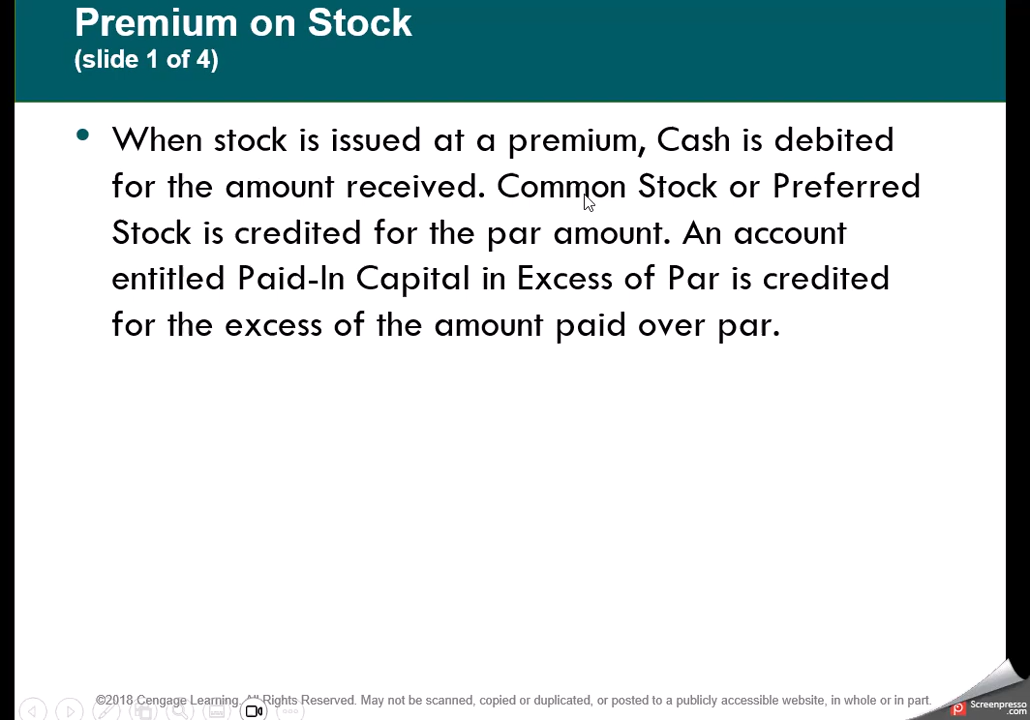 Premium on Stock
(slide 1 of 4)
• When stock is issued at a premium, Cash is debited
for the amount received. Common Stock or Preferred
Stock is credited for the par amount. An account
entitled Paid-In Capital in Excess of Par is credited
for the excess of the amount paid over par.
©2018 Cengage Learning. All Rights Reserved. May not be scanned, copied or duplicated, or posted to a publicly accessible website, in whole or in part.
Screenpresso
.com